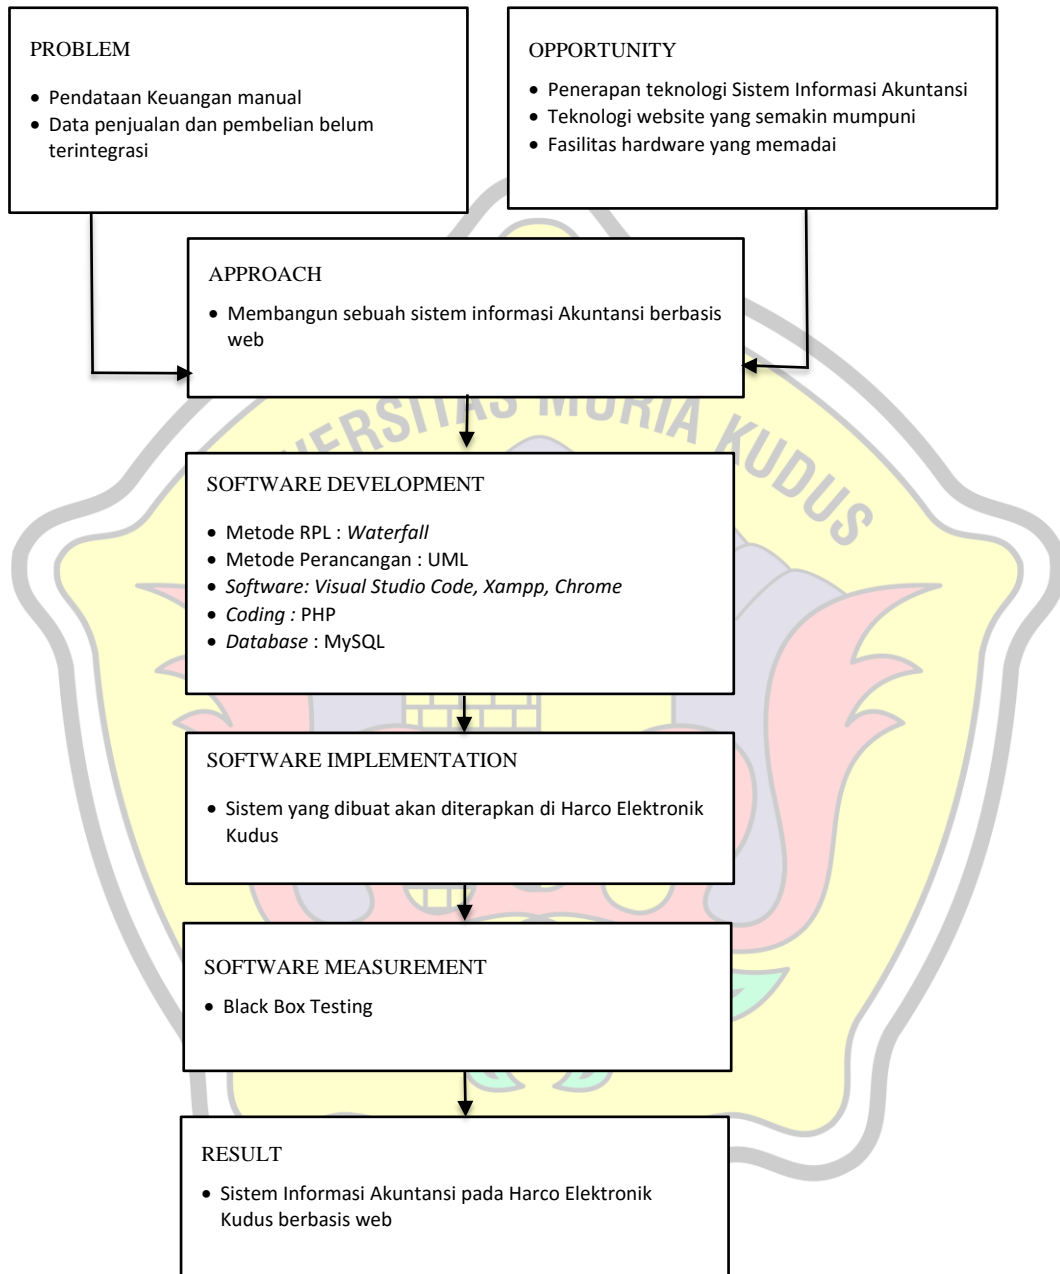 PROBLEM
• Pendataan Keuangan manual
• Data penjualan dan pembelian belum
terintegrasi
OPPORTUNITY
• Penerapan teknologi Sistem Informasi Akuntansi
• Teknologi website yang semakin mumpuni
• Fasilitas hardware yang memadai
APPROACH
• Membangun sebuah sistem informasi Akuntansi berbasis
web
VERSITAS MURIA KUDUS
SOFTWARE DEVELOPMENT
• Metode RPL : Waterfall
• Metode Perancangan : UML
• Software: Visual Studio Code, Xampp, Chrome
• Coding : PHP
• Database : MySQL
SOFTWARE IMPLEMENTATION
• Sistem yang dibuat akan diterapkan di Harco Elektronik
Kudus
SOFTWARE MEASUREMENT
• Black Box Testing
RESULT
• Sistem Informasi Akuntansi pada Harco Elektronik
Kudus berbasis web